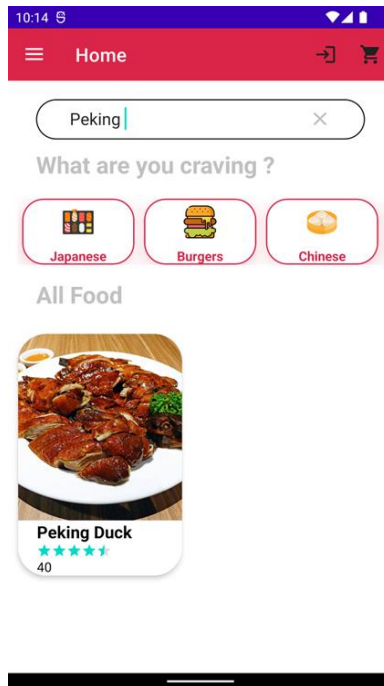 10:14
Home
Peking
What are you craving ?
Japanese Burgers Chinese
All Food
Peking Duck
40